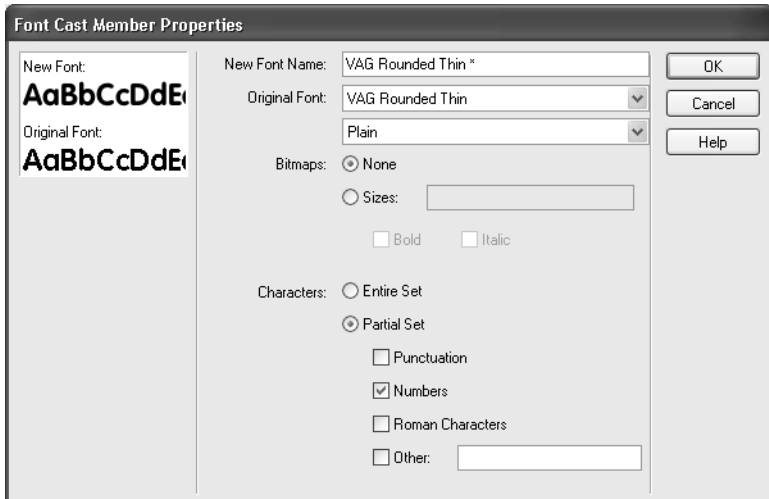 Font Cast Member Properties
New Font:
AaBbCcDdE
Original Font:
AaBbCcDdE
New Font Name: VAG Rounded Thin *
Original Font: VAG Rounded Thin
Plain
Bitmaps: None
Sizes:
Bold Italic
Characters: Entire Set
Partial Set
Punctuation
Numbers
Roman Characters
Other:
OK
Cancel
Help